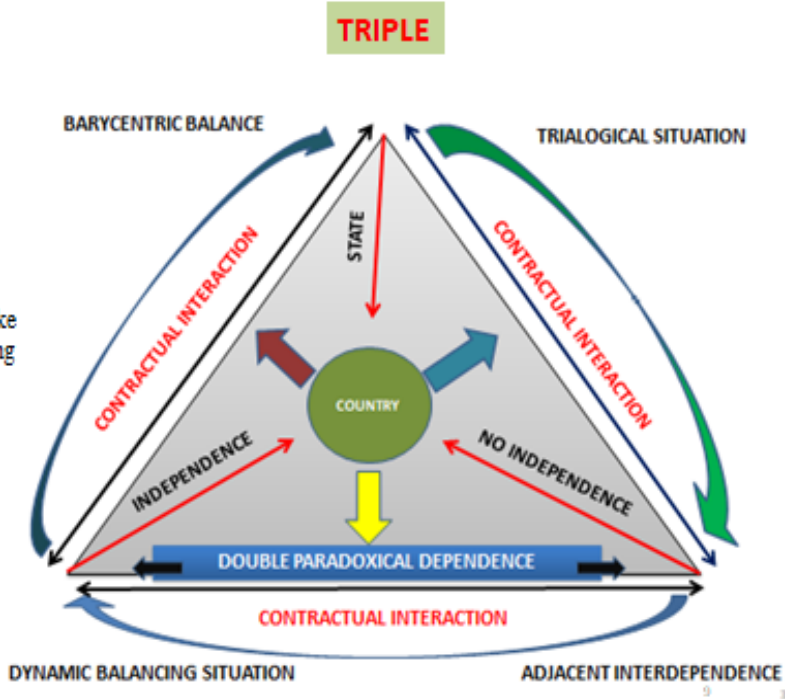 TRIPLE
BARYCENTRIC BALANCE
TRIALOGICAL SITUATION
STATE
CONTRACTUAL INTERACTION
CONTRACTUAL INTERACTION
COUNTRY
INDEPENDENCE
NO INDEPENDENCE
DOUBLE PARADOXICAL DEPENDENCE
CONTRACTUAL INTERACTION
DYNAMIC BALANCING SITUATION
ADJACENT INTERDEPENDENCE
9